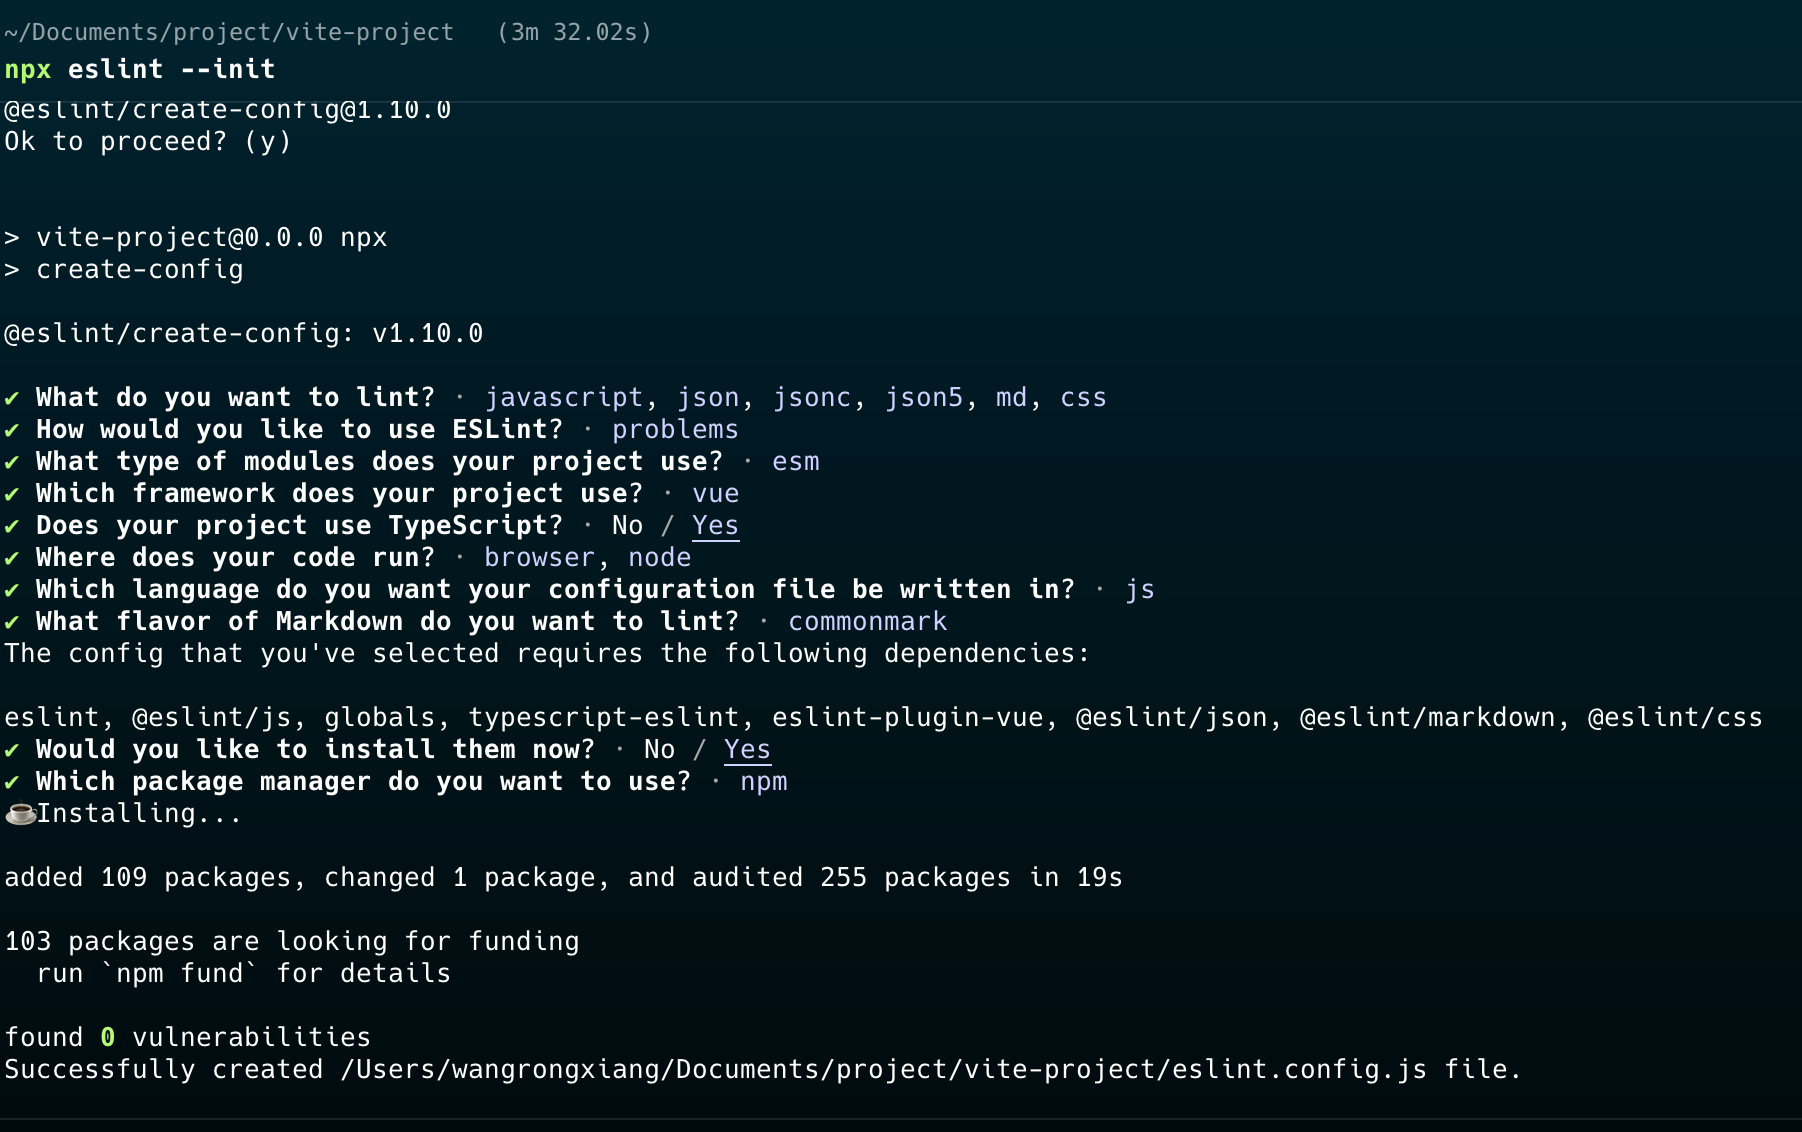 ~/Documents/project/vite-project (3m 32.02s)
npx eslint --init
@eslint/create-config@1.10.0
Ok to proceed? (y)
> vite-project@0.0.0 npx
> create-config
@eslint/create-config: v1.10.0
✔ What do you want to lint? · javascript, json, jsonc, json5, md, css
✔ How would you like to use ESLint? · problems
✔ What type of modules does your project use? · esm
✔ Which framework does your project use? · vue
✔ Does your project use TypeScript? · No / Yes
✔ Where does your code run? · browser, node
✔ Which language do you want your configuration file be written in? · js
✔ What flavor of Markdown do you want to lint? · commonmark
The config that you've selected requires the following dependencies:
eslint, @eslint/js, globals, typescript-eslint, eslint-plugin-vue, @eslint/json, @eslint/markdown, @eslint/css
✔ Would you like to install them now? · No / Yes
✔ Which package manager do you want to use? · npm
☕Installing...
added 109 packages, changed 1 package, and audited 255 packages in 19s
103 packages are looking for funding
run `npm fund` for details
found 0 vulnerabilities
Successfully created /Users/wangrongxiang/Documents/project/vite-project/eslint.config.js file.